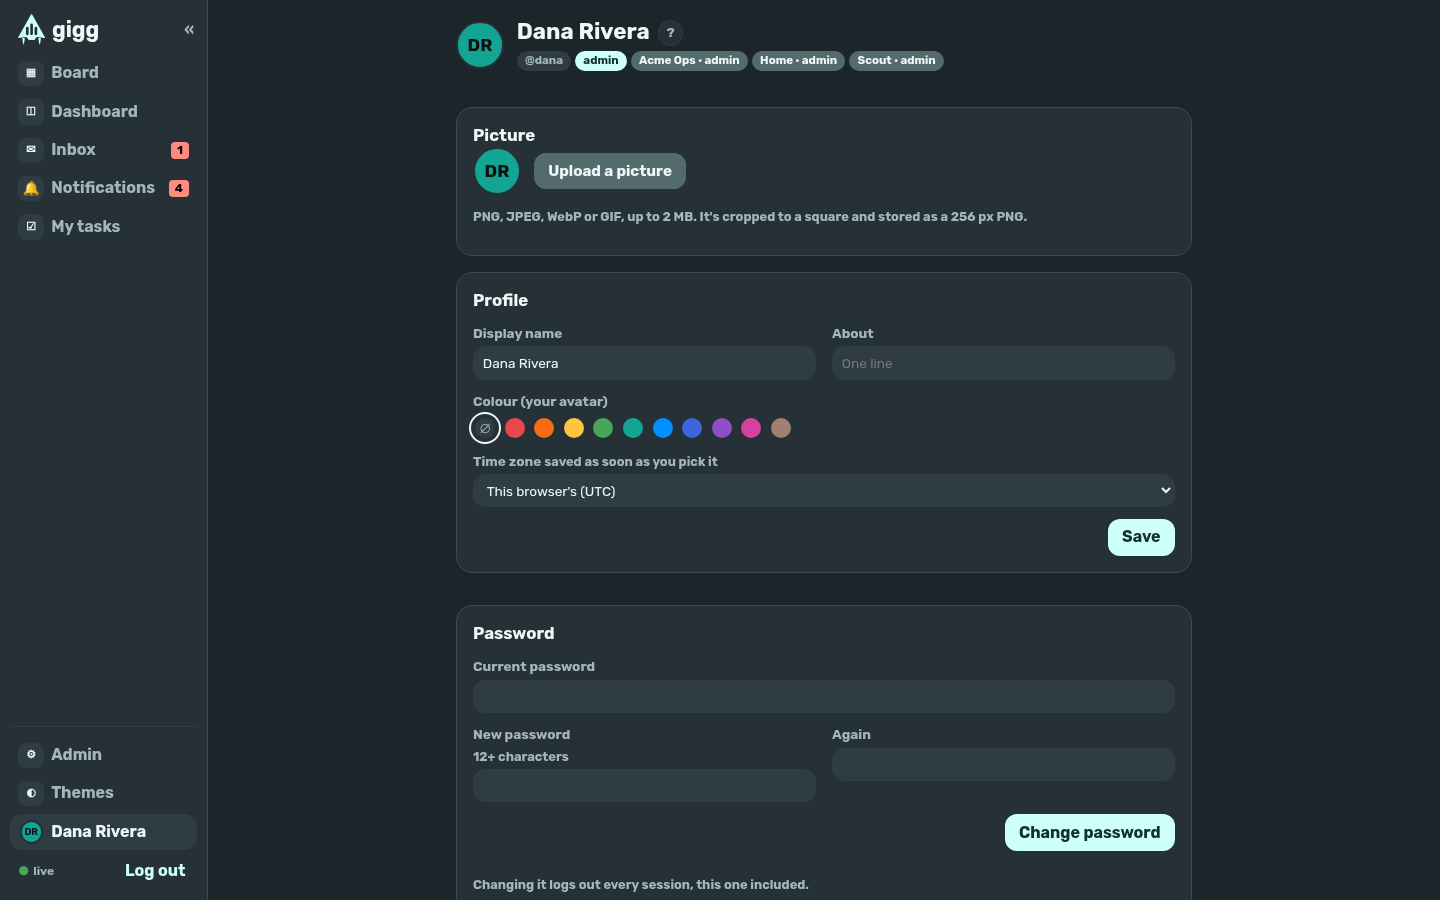 gigg «
Board
Dashboard
Inbox 1
Notifications 4
My tasks
Admin
Themes
DR Dana Rivera
live Log out
DR
Dana Rivera ?
@dana admin Acme Ops • admin Home • admin Scout • admin
Picture
DR Upload a picture
PNG, JPEG, WebP or GIF, up to 2 MB. It's cropped to a square and stored as a 256 px PNG.
Profile
Display name About
Dana Rivera One line
Colour (your avatar)
Time zone saved as soon as you pick it
This browser's (UTC)
Save
Password
Current password
New password Again
12+ characters
Change password
Changing it logs out every session, this one included.